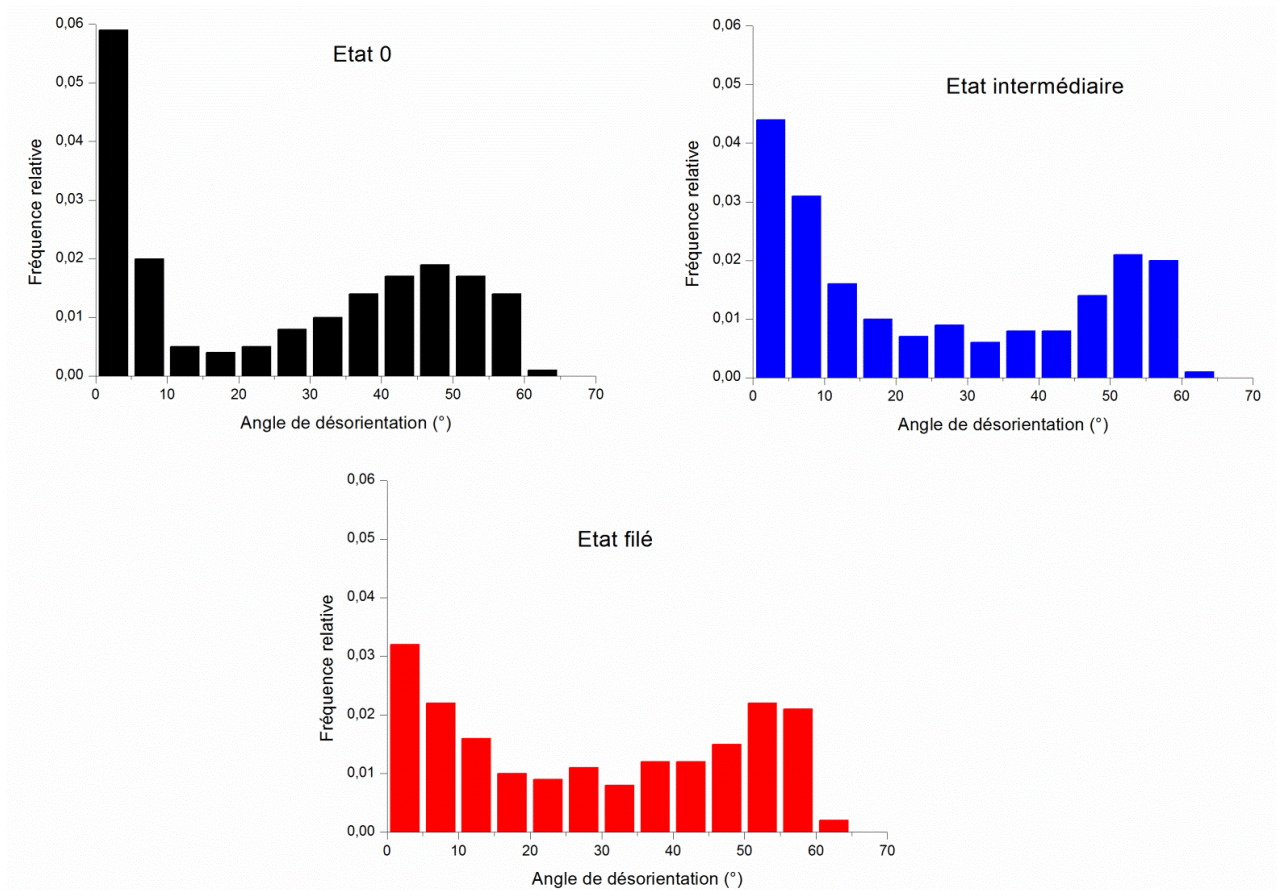 Etat 0
Fréquence relative
0,06
0,05
0,04
0,03
0,02
0,01
0,00
0 10 20 30 40 50 60 70
Angle de désorientation (°)
Etat intermédiaire
Fréquence relative
0,06
0,05
0,04
0,03
0,02
0,01
0,00
0 10 20 30 40 50 60 70
Angle de désorientation (°)
Etat filé
Fréquence relative
0,06
0,05
0,04
0,03
0,02
0,01
0,00
0 10 20 30 40 50 60 70
Angle de désorientation (°)